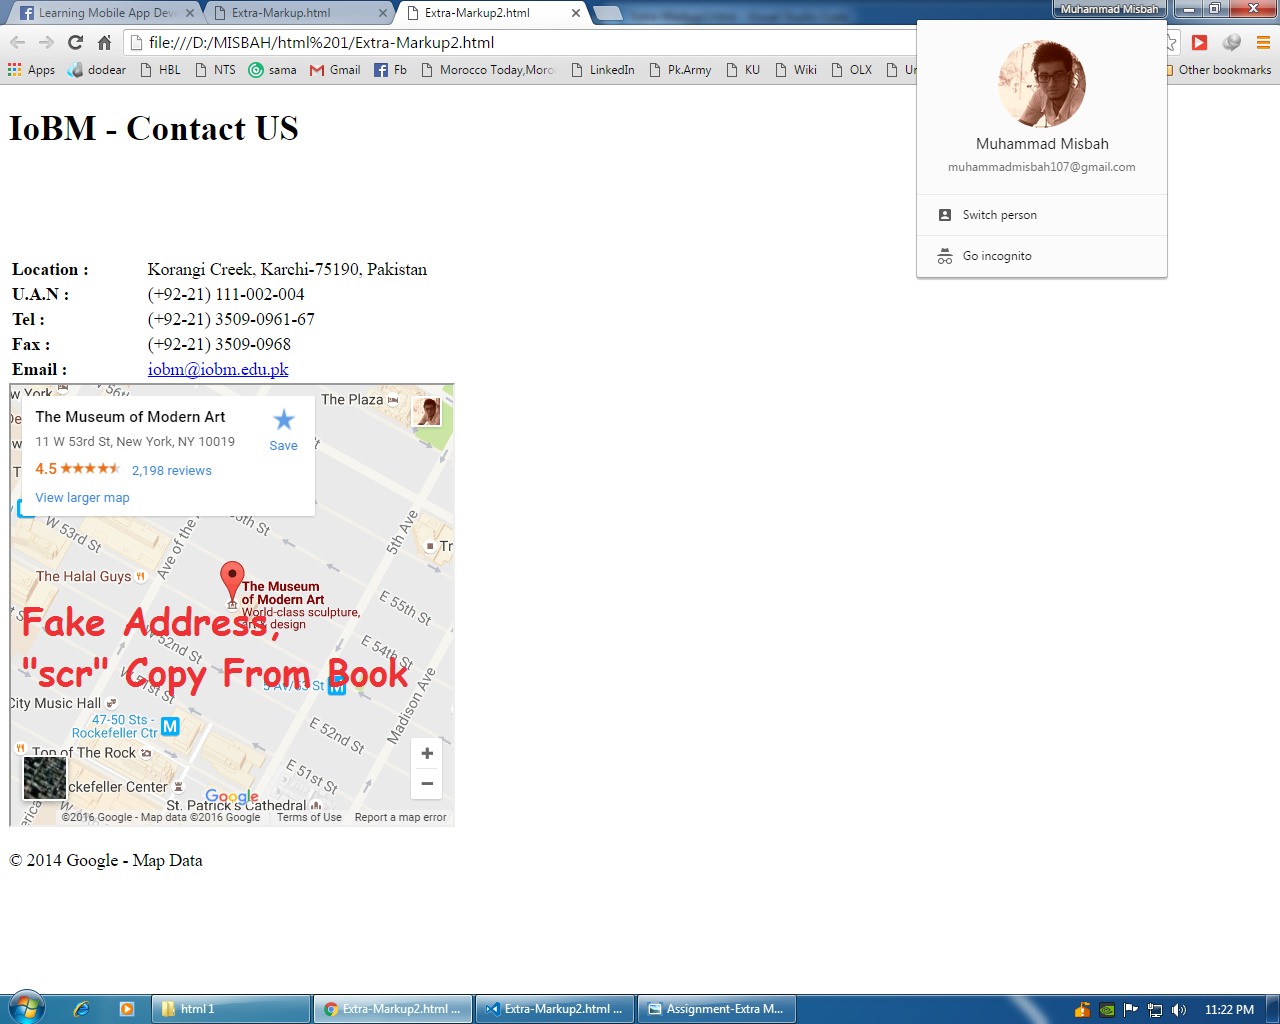 Learning Mobile App Dev
Extra-Markup.html
Extra-Markup2.html
Muhammad Misbah
file:///D:/MISBAH/html%201/Extra-Markup2.html
Apps
dodear
HBL
NTS
sama
Gmail
Fb
Morocco Today,Moro
LinkedIn
Pk.Army
KU
Wiki
OLX
Ur
Other bookmarks
Muhammad Misbah
muhammadmisbah107@gmail.com
Switch person
Go incognito
IoBM - Contact US
Location : Korangi Creek, Karchi-75190, Pakistan
U.A.N : (+92-21) 111-002-004
Tel : (+92-21) 3509-0961-67
Fax : (+92-21) 3509-0968
Email : iobm@iobm.edu.pk
w York
W 56th
The Plaza
The Museum of Modern Art
11 W 53rd St, New York, NY 10019
4.5 2,198 reviews
View larger map
Save
W 53rd St
Ave of the
55th St
5th Ave
Tr
The Halal Guys
The Museum
of Modern Art
World-class sculpture,
art & design
E 55th St
Fake Address,
"scr" Copy From Book
W 52nd St
E 54th St
5 Av/53 St
W 51st St
City Music Hall
47-50 Sts -
Rockefeller Ctr
E 52nd St
Madison Ave
Top of The Rock
ckefeller Center
E 51st St
St. Patrick's Cathedral
Google
erica
©2016 Google - Map data ©2016 Google
Terms of Use
Report a map error
© 2014 Google - Map Data
html 1
Extra-Markup2.html ...
Extra-Markup2.html ...
Assignment-Extra M...
11:22 PM